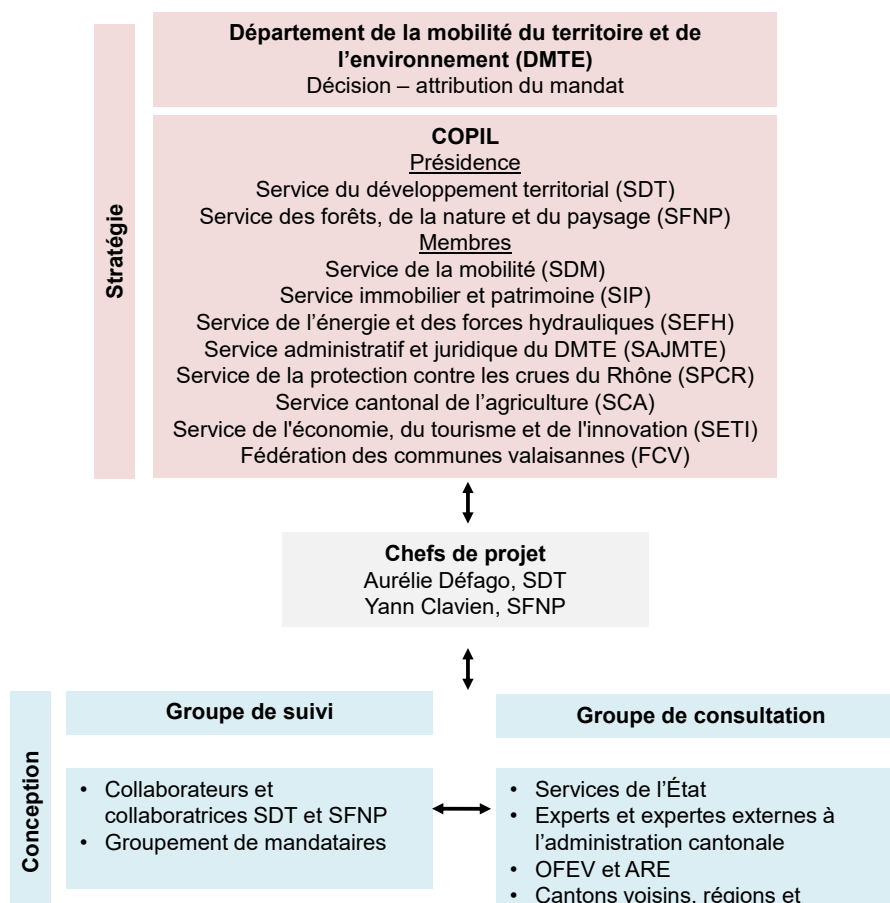 Stratégie
Département de la mobilité du territoire et de
l’environnement (DMTE)
Décision – attribution du mandat
COPIL
Présidence
Service du développement territorial (SDT)
Service des forêts, de la nature et du paysage (SFNP)
Membres
Service de la mobilité (SDM)
Service immobilier et patrimoine (SIP)
Service de l’énergie et des forces hydrauliques (SEFH)
Service administratif et juridique du DMTE (SAJMTE)
Service de la protection contre les crues du Rhône (SPCR)
Service cantonal de l’agriculture (SCA)
Service de l'économie, du tourisme et de l'innovation (SETI)
Fédération des communes valaisannes (FCV)
Chefs de projet
Aurélie Défago, SDT
Yann Clavien, SFNP
Conception
Groupe de suivi
• Collaborateurs et
collaboratrices SDT et SFNP
• Groupement de mandataires
Groupe de consultation
• Services de l’État
• Experts et expertes externes à
l’administration cantonale
• OFEV et ARE
• Cantons voisins, régions et